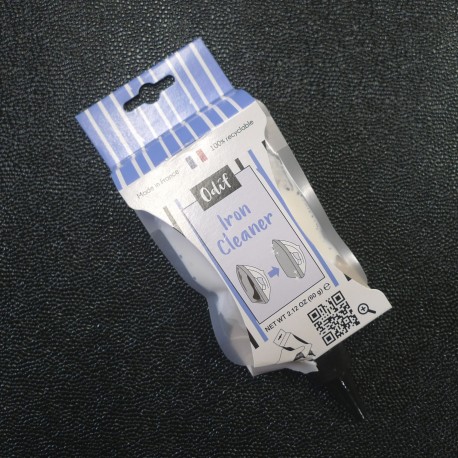 Made in France
100% recyclable
Odif
Iron
Cleaner
NET WT 2.12 OZ (60 g) ℮